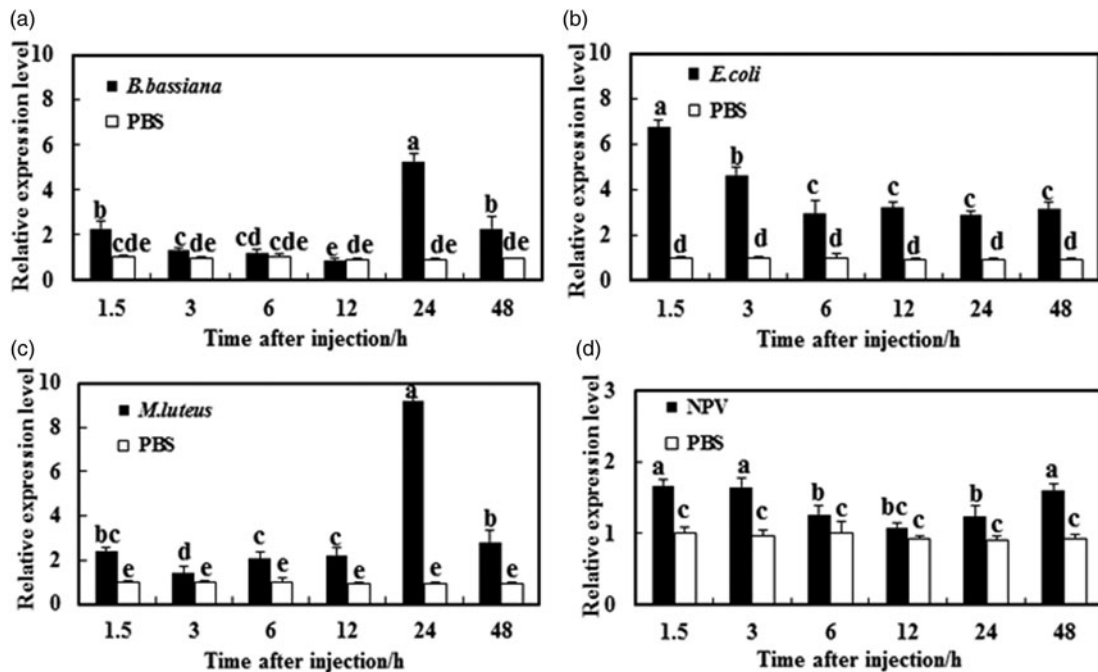 (a)
Relative expression level
10
8
6
4
2
0
B.bassiana
PBS
b cde c de cd cde e de a de b de
1.5 3 6 12 24 48
Time after injection/h
(b)
Relative expression level
10
8
6
4
2
0
E.coli
PBS
a d b d c d c d c d c d
1.5 3 6 12 24 48
Time after injection/h
(c)
Relative expression level
10
8
6
4
2
0
M.luteus
PBS
bc e d e c e c e a e b e
1.5 3 6 12 24 48
Time after injection/h
(d)
Relative expression level
3
2
1
0
NPV
PBS
a c a c b c bc c b c a c
1.5 3 6 12 24 48
Time after injection/h